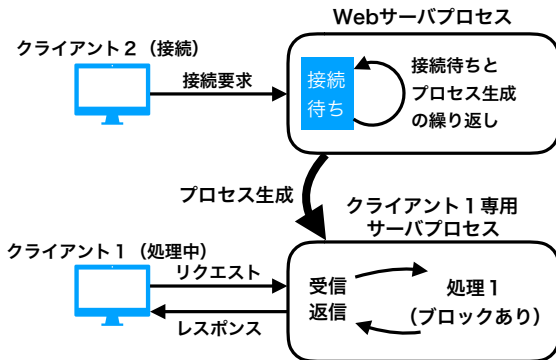 Webサーバプロセス
クライアント２（接続）
接続要求
接続
待ち
接続待ちと
プロセス生成
の繰り返し
プロセス生成
クライアント１専用
サーバプロセス
クライアント１（処理中）
リクエスト
レスポンス
受信
返信
処理１
（ブロックあり）